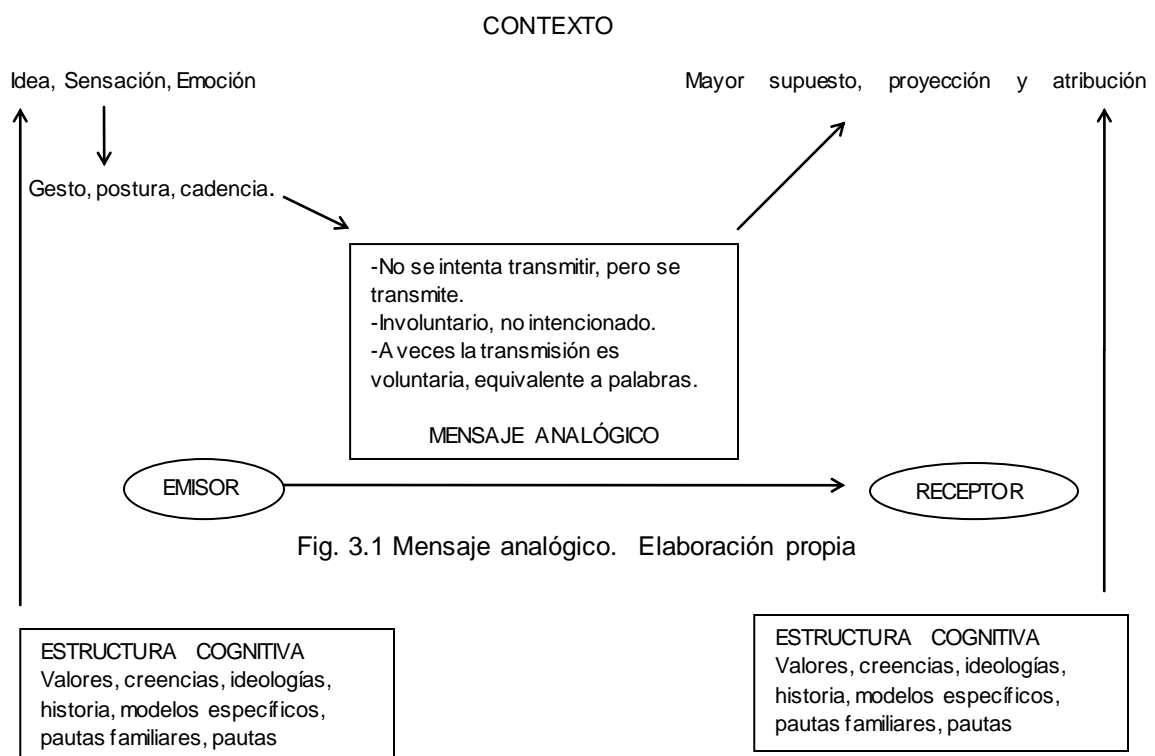 CONTEXTO
Idea, Sensación, Emoción
Mayor supuesto, proyección y atribución
Gesto, postura, cadencia.
-No se intenta transmitir, pero se
transmite.
-Involuntario, no intencionado.
-A veces la transmisión es
voluntaria, equivalente a palabras.
MENSAJE ANALÓGICO
EMISOR
RECEPTOR
Fig. 3.1 Mensaje analógico. Elaboración propia
ESTRUCTURA COGNITIVA
Valores, creencias, ideologías,
historia, modelos específicos,
pautas familiares, pautas
ESTRUCTURA COGNITIVA
Valores, creencias, ideologías,
historia, modelos específicos,
pautas familiares, pautas